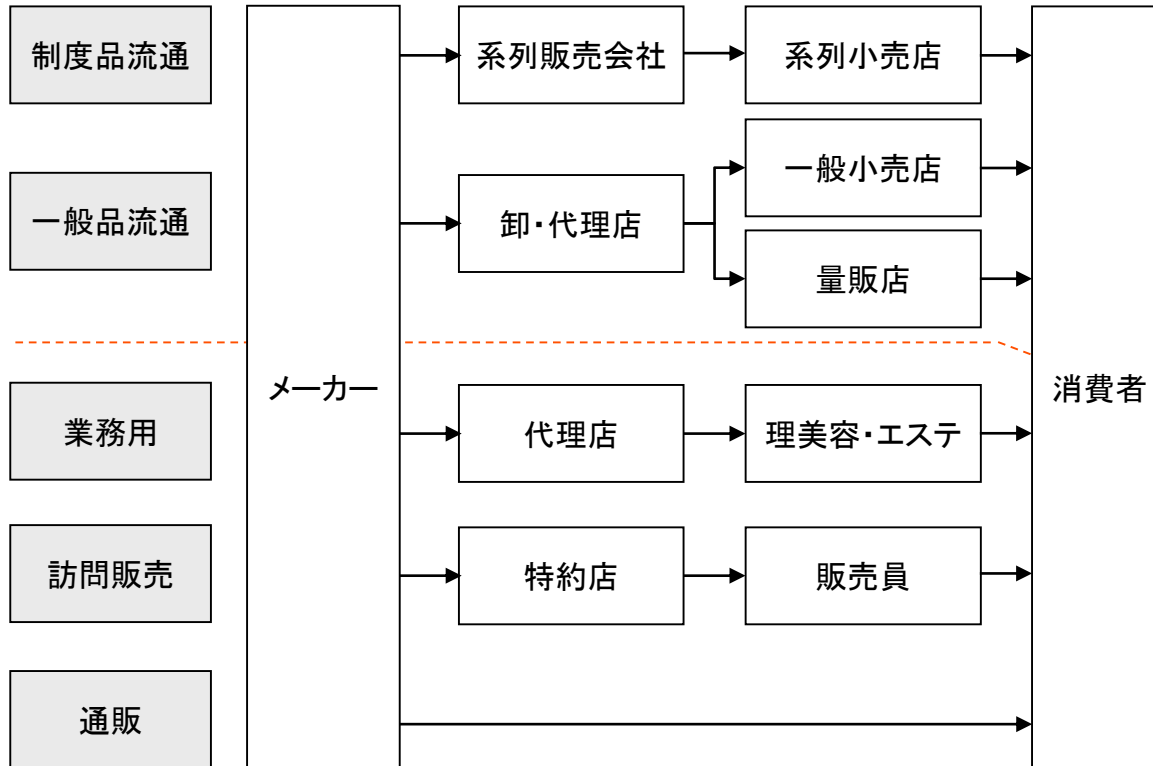 制度品流通
系列販売会社
系列小売店
一般品流通
卸・代理店
一般小売店
量販店
メーカー
消費者
業務用
代理店
理美容・エステ
訪問販売
特約店
販売員
通販